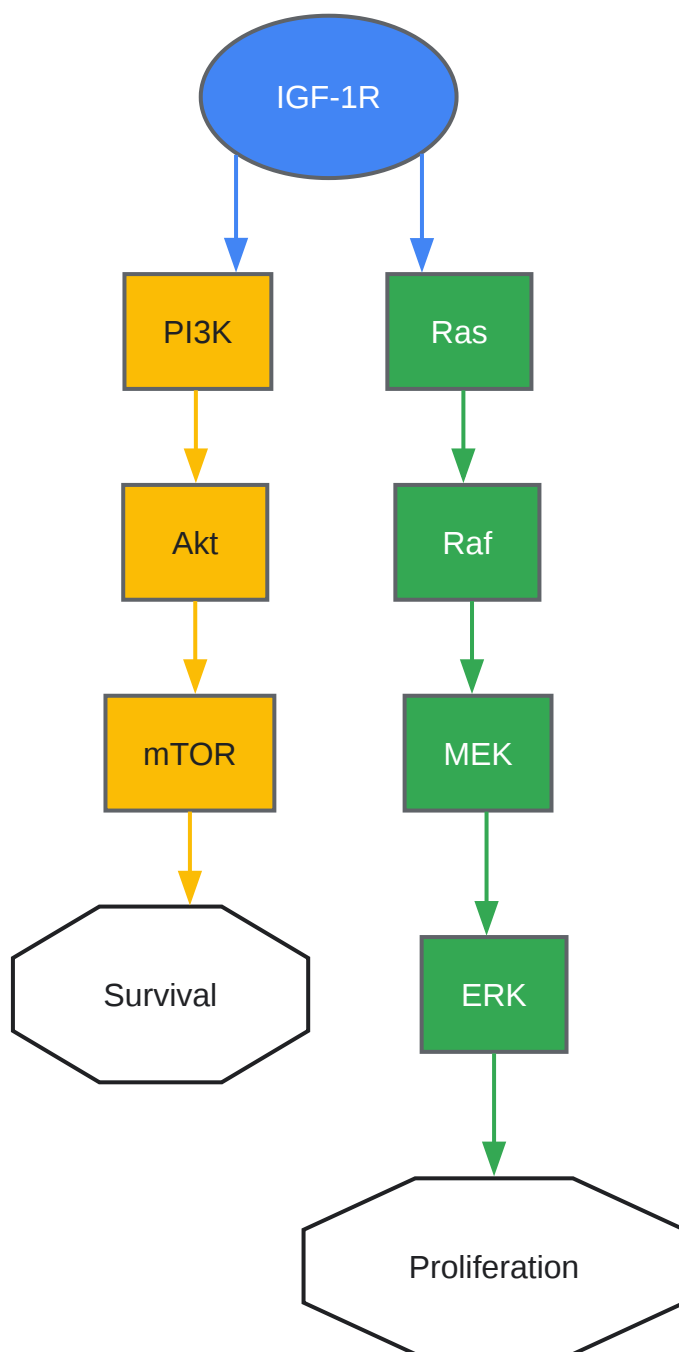 IGF-1R
PI3K
Ras
Akt
Raf
mTOR
MEK
Survival
ERK
Proliferation